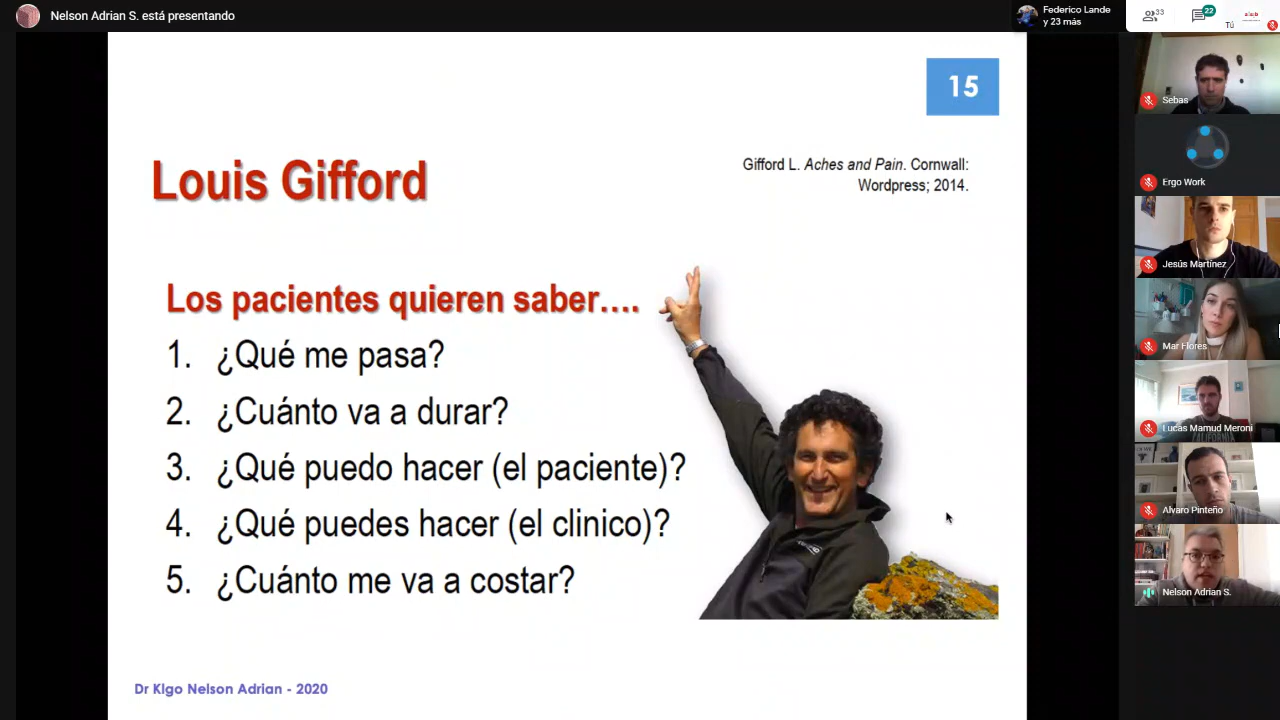 Nelson Adrian S. está presentando
Federico Lande
y 23 más
33
22
Tú
15
Louis Gifford
Gifford L. Aches and Pain. Cornwall:
Wordpress; 2014.
Los pacientes quieren saber….
1. ¿Qué me pasa?
2. ¿Cuánto va a durar?
3. ¿Qué puedo hacer (el paciente)?
4. ¿Qué puedes hacer (el clinico)?
5. ¿Cuánto me va a costar?
Dr Klgo Nelson Adrian - 2020
Sebas
Ergo Work
Jesús Martínez
Mar Flores
Lucas Mamud Meroni
CALIFORNIA
Alvaro Pinteño
Nelson Adrian S.